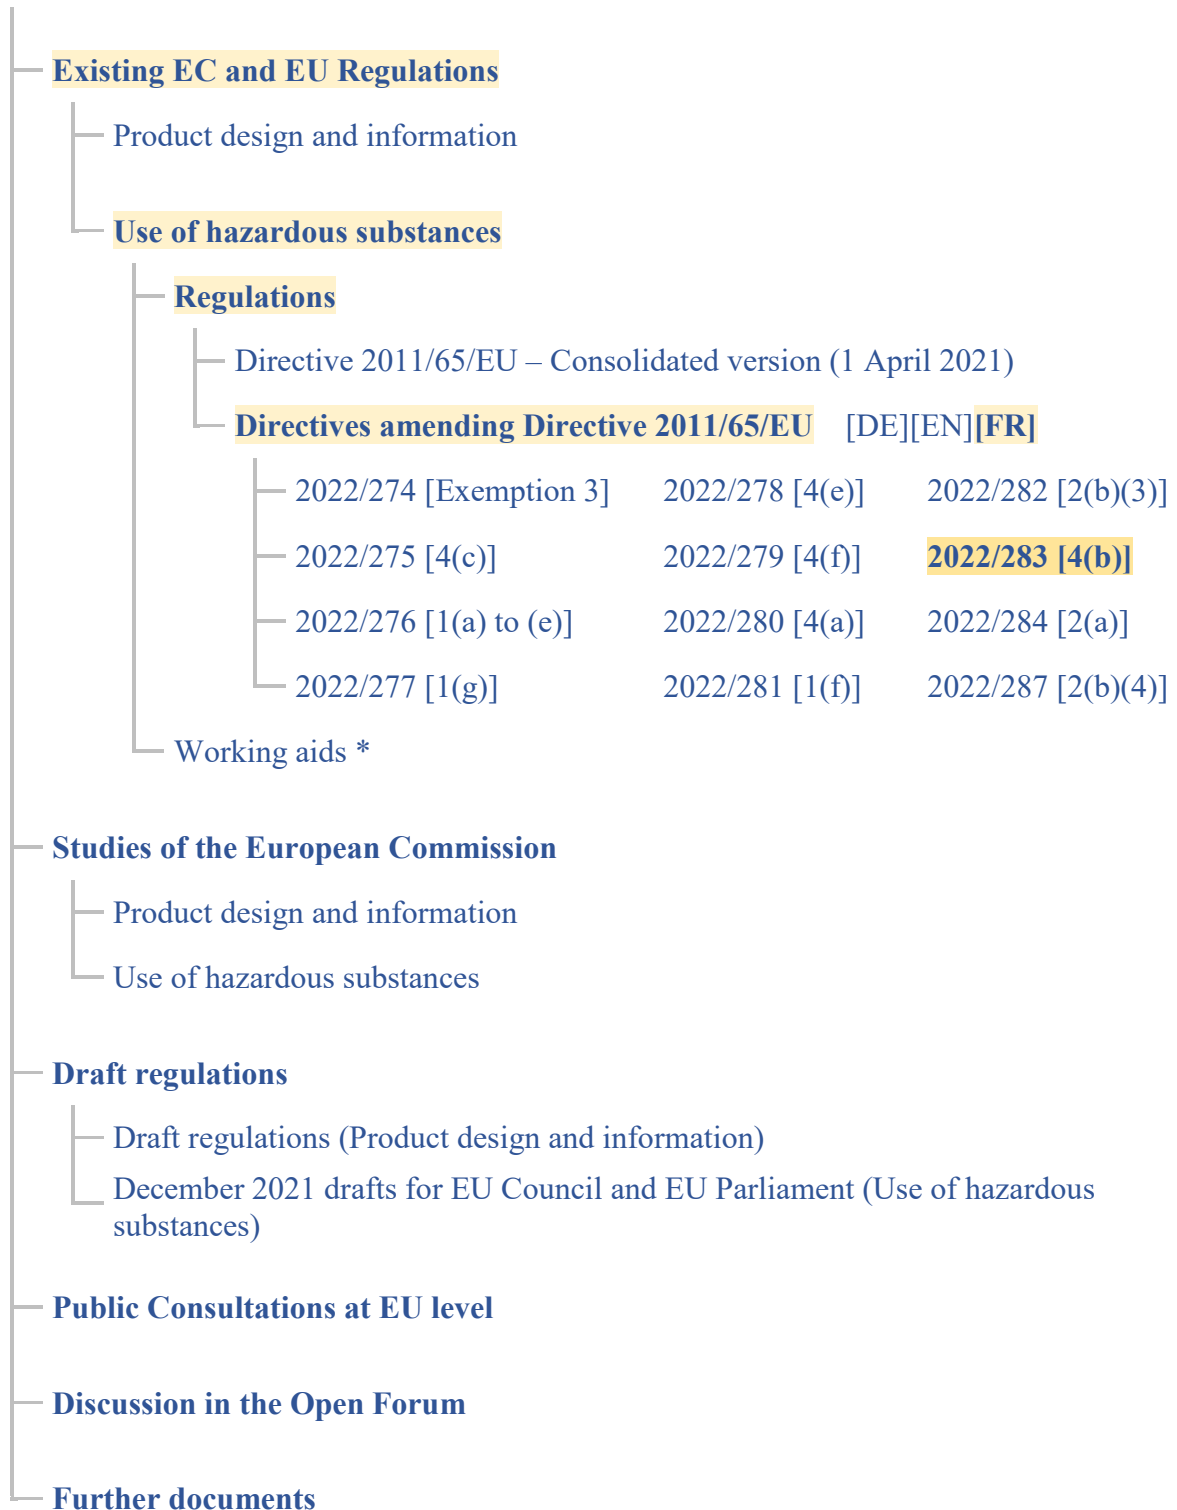 Existing EC and EU Regulations
Product design and information
Use of hazardous substances
Regulations
Directive 2011/65/EU – Consolidated version (1 April 2021)
Directives amending Directive 2011/65/EU [DE][EN][FR]
2022/274 [Exemption 3] 2022/278 [4(e)] 2022/282 [2(b)(3)]
2022/275 [4(c)] 2022/279 [4(f)] 2022/283 [4(b)]
2022/276 [1(a) to (e)] 2022/280 [4(a)] 2022/284 [2(a)]
2022/277 [1(g)] 2022/281 [1(f)] 2022/287 [2(b)(4)]
Working aids *
Studies of the European Commission
Product design and information
Use of hazardous substances
Draft regulations
Draft regulations (Product design and information)
December 2021 drafts for EU Council and EU Parliament (Use of hazardous
substances)
Public Consultations at EU level
Discussion in the Open Forum
Further documents